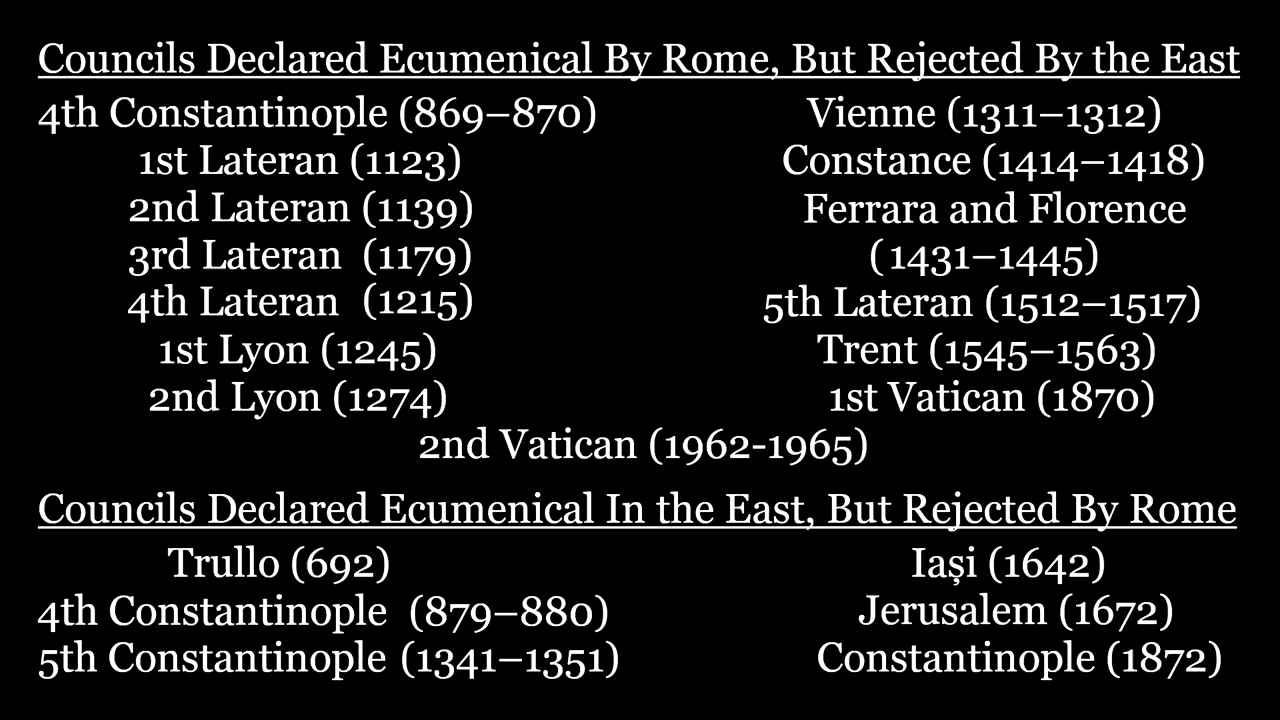 Councils Declared Ecumenical By Rome, But Rejected By the East
4th Constantinople (869–870)
1st Lateran (1123)
2nd Lateran (1139)
3rd Lateran (1179)
4th Lateran (1215)
1st Lyon (1245)
2nd Lyon (1274)
Vienne (1311–1312)
Constance (1414–1418)
Ferrara and Florence
(1431–1445)
5th Lateran (1512–1517)
Trent (1545–1563)
1st Vatican (1870)
2nd Vatican (1962-1965)
Councils Declared Ecumenical In the East, But Rejected By Rome
Trullo (692)
4th Constantinople (879–880)
5th Constantinople (1341–1351)
Iași (1642)
Jerusalem (1672)
Constantinople (1872)